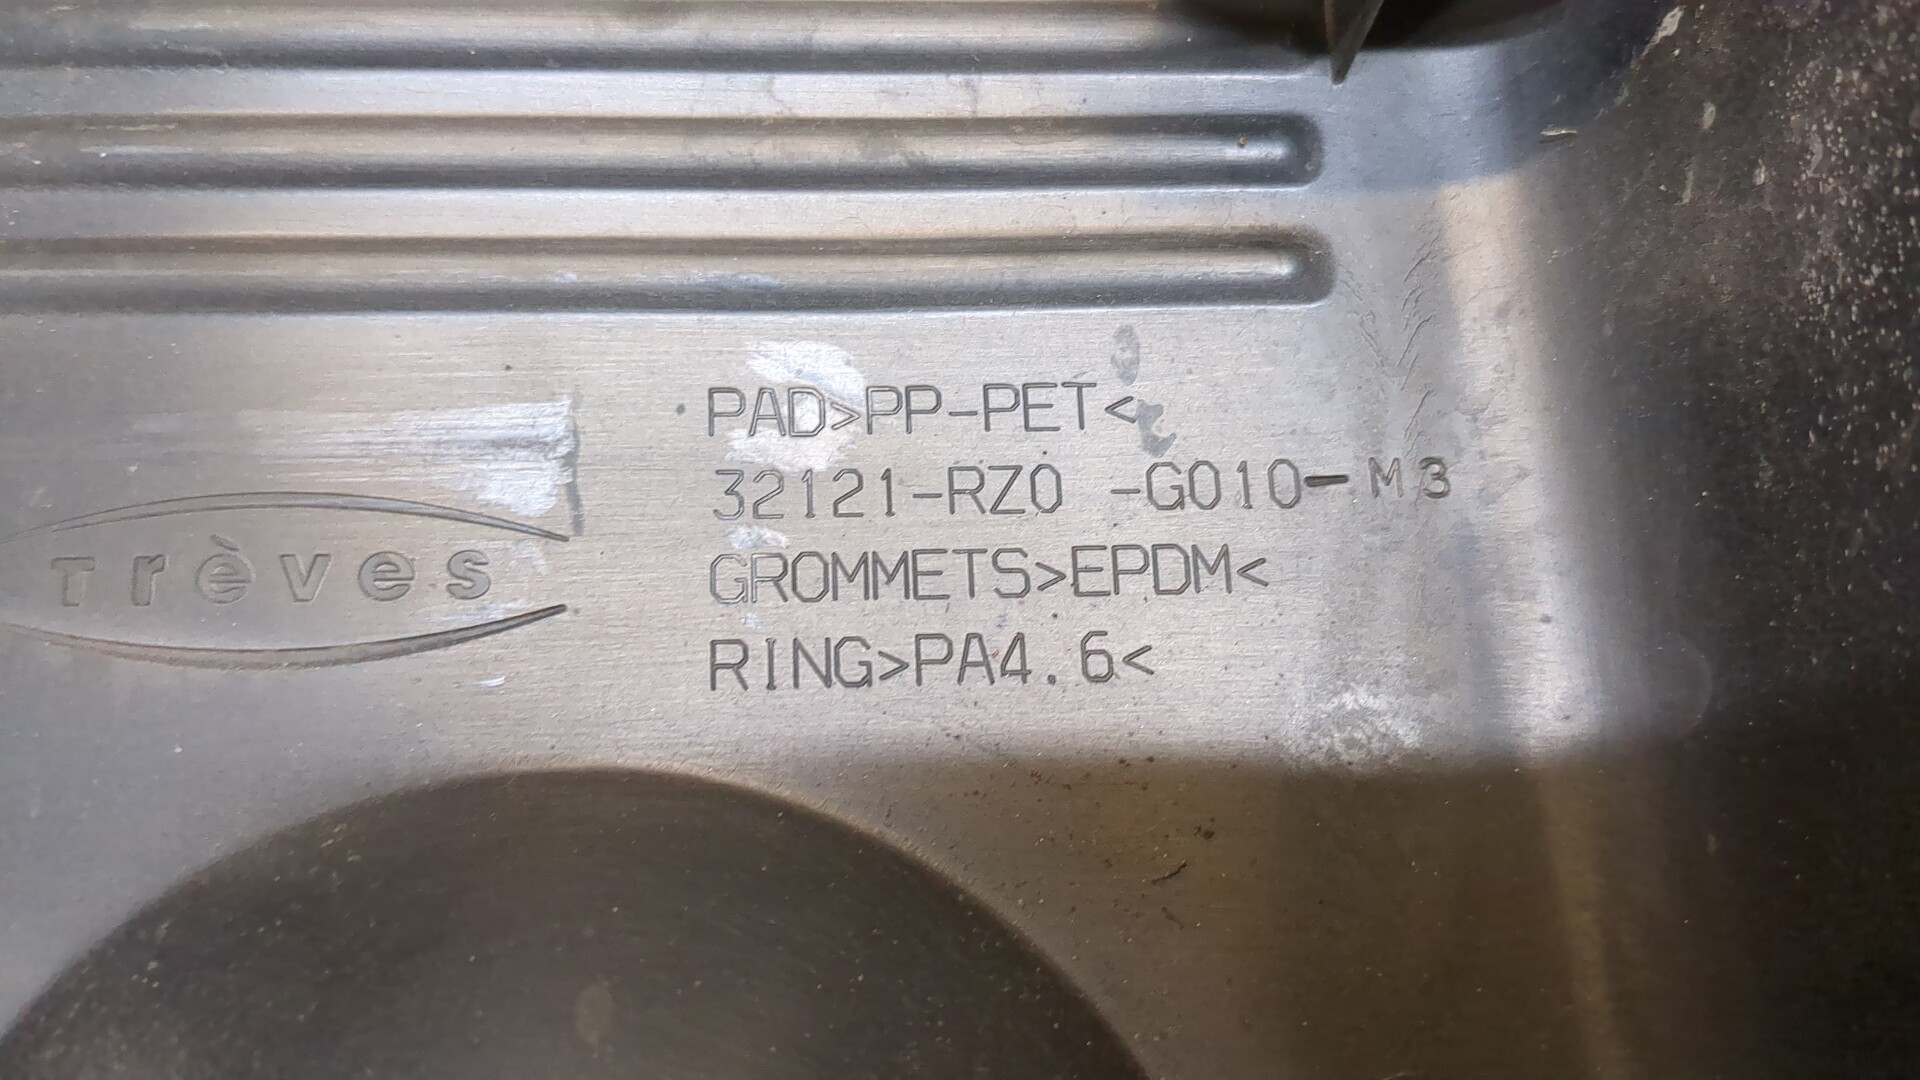 Trèves
PAD>PP-PET<
32121-RZ0 -G010-M3
GROMMETS>EPDM<
RING>PA4.6<